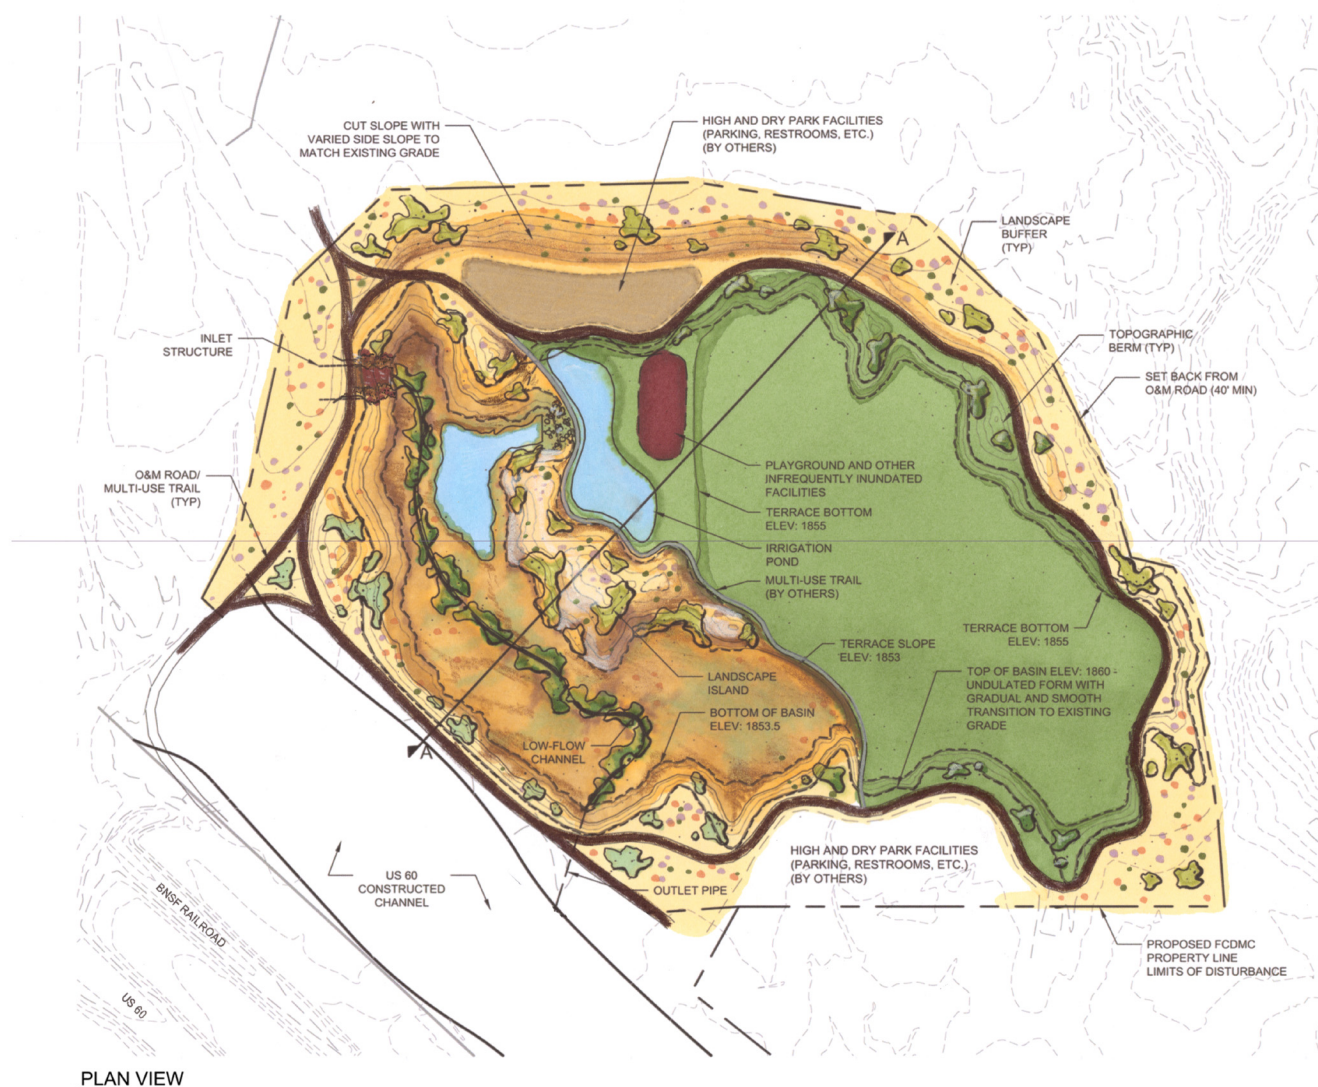 CUT SLOPE WITH
VARIED SIDE SLOPE TO
MATCH EXISTING GRADE
HIGH AND DRY PARK FACILITIES
(PARKING, RESTROOMS, ETC.)
(BY OTHERS)
A
LANDSCAPE
BUFFER
(TYP)
INLET
STRUCTURE
TOPOGRAPHIC
BERM (TYP)
SET BACK FROM
O&M ROAD (40' MIN)
O&M ROAD/
MULTI-USE TRAIL
(TYP)
PLAYGROUND AND OTHER
INFREQUENTLY INUNDATED
FACILITIES
TERRACE BOTTOM
ELEV: 1855
IRRIGATION
POND
MULTI-USE TRAIL
(BY OTHERS)
TERRACE BOTTOM
ELEV: 1855
TERRACE SLOPE
ELEV: 1853
TOP OF BASIN ELEV: 1860 -
UNDULATED FORM WITH
GRADUAL AND SMOOTH
TRANSITION TO EXISTING
GRADE
LANDSCAPE
ISLAND
BOTTOM OF BASIN
ELEV: 1853.5
LOW-FLOW
CHANNEL
A
HIGH AND DRY PARK FACILITIES
(PARKING, RESTROOMS, ETC.)
(BY OTHERS)
US 60
CONSTRUCTED
CHANNEL
OUTLET PIPE
BNSF RAILROAD
US 60
PROPOSED FCDMC
PROPERTY LINE
LIMITS OF DISTURBANCE
PLAN VIEW